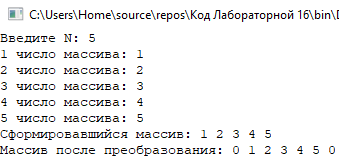 C:\Users\Home\source\repos\Код Лабораторной 16\bin\D
Введите N: 5
1 число массива: 1
2 число массива: 2
3 число массива: 3
4 число массива: 4
5 число массива: 5
Сформировавшийся массив: 1 2 3 4 5
Массив после преобразования: 0 1 2 3 4 5 0